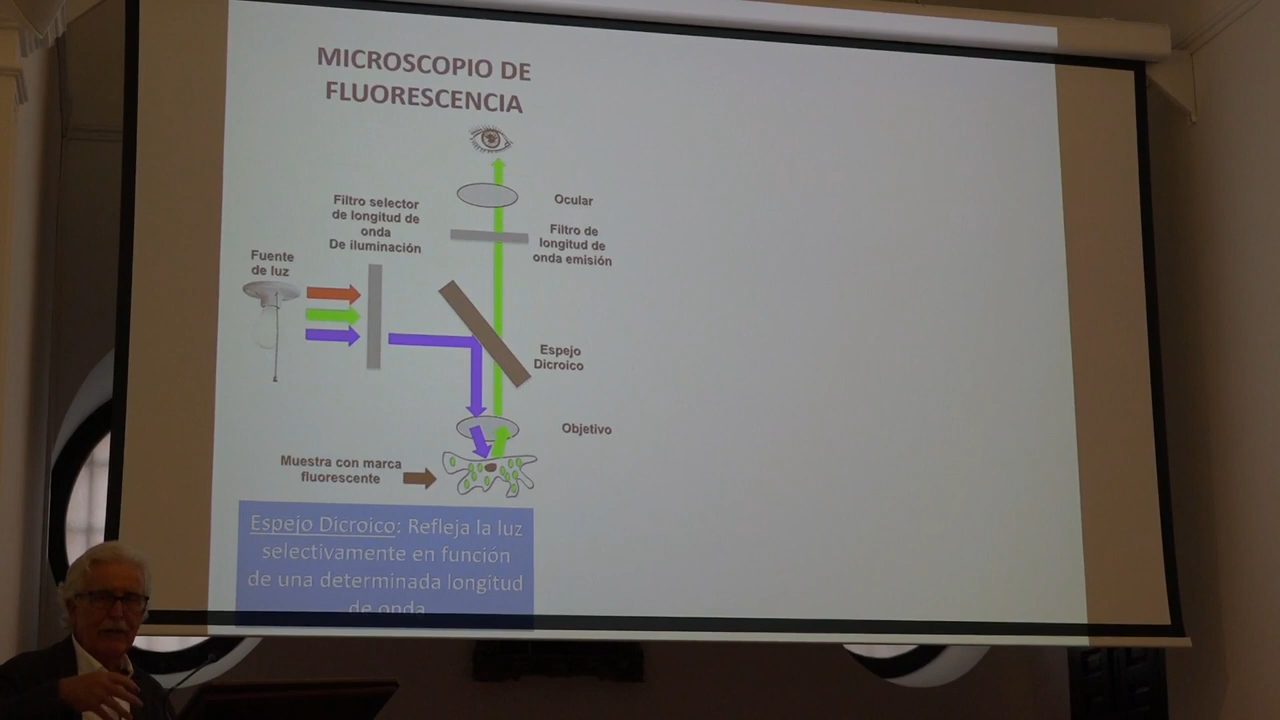 MICROSCOPIO DE
FLUORESCENCIA
Ocular
Filtro selector
de longitud de
onda
De iluminación
Filtro de
longitud de
onda emisión
Fuente
de luz
Espejo
Dicroico
Objetivo
Muestra con marca
fluorescente
Espejo Dicroico: Refleja la luz
selectivamente en función
de una determinada longitud
de onda